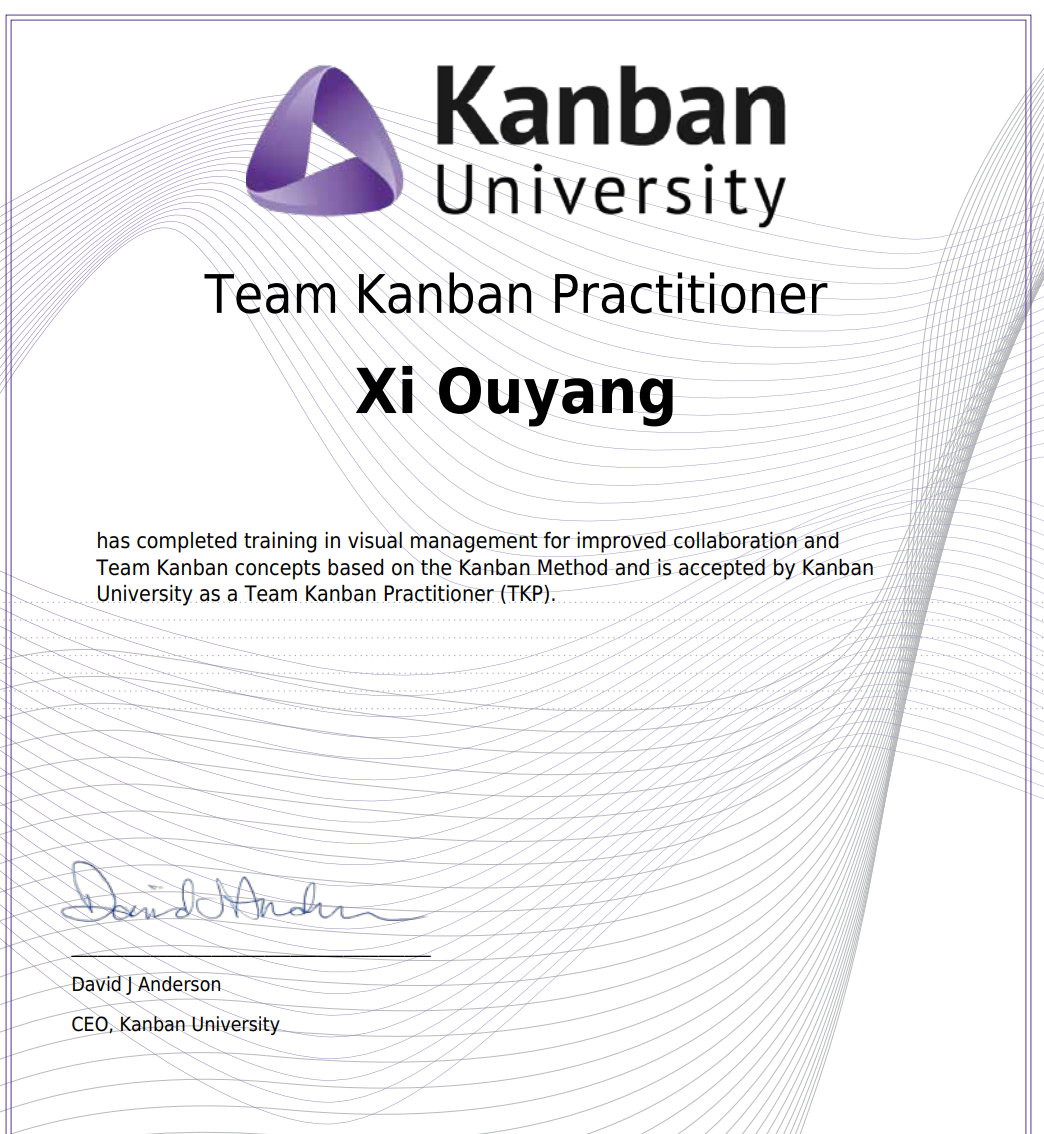 Kanban
University
Team Kanban Practitioner
Xi Ouyang
has completed training in visual management for improved collaboration and
Team Kanban concepts based on the Kanban Method and is accepted by Kanban
University as a Team Kanban Practitioner (TKP).
David J Anderson
CEO, Kanban University